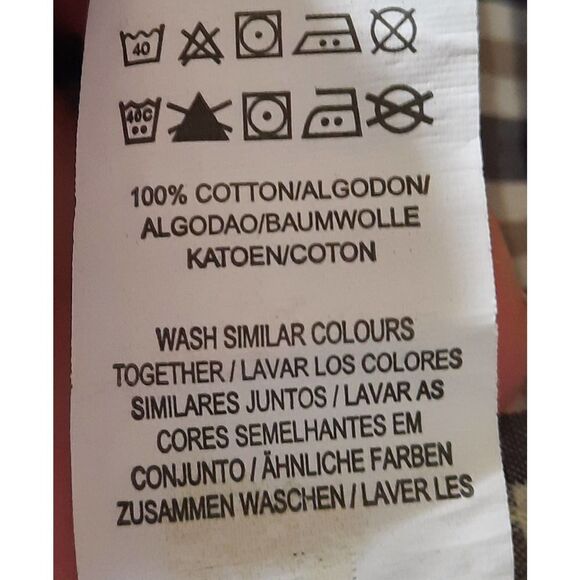 40
40C
100% COTTON/ALGODON/
ALGODAO/BAUMWOLLE
KATOEN/COTON
WASH SIMILAR COLOURS
TOGETHER / LAVAR LOS COLORES
SIMILARES JUNTOS / LAVAR AS
CORES SEMELHANTES EM
CONJUNTO / ÄHNLICHE FARBEN
ZUSAMMEN WASCHEN / LAVER LES